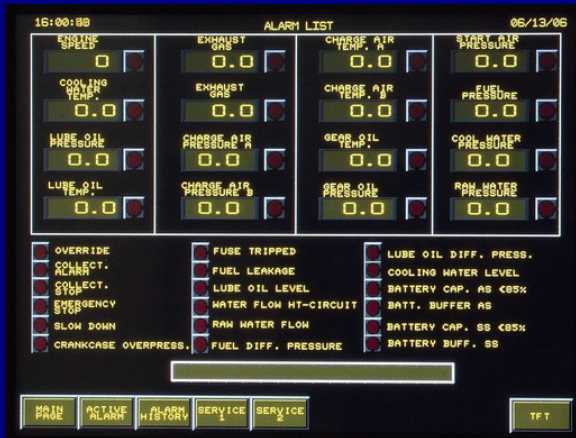 16:00:50 ALARM LIST 06/13/06
ENGINE SPEED
0
EXHAUST GAS
0.0
CHARGE AIR TEMP. A
0.0
START AIR PRESSURE
0.0
COOLING WATER TEMP.
0.0
EXHAUST GAS
0.0
CHARGE AIR TEMP. B
0.0
FUEL PRESSURE
0.0
LUBE OIL PRESSURE
0.0
CHARGE AIR PRESSURE A
0.0
GEAR OIL TEMP.
0.0
COOL WATER PRESSURE
0.0
LUBE OIL TEMP.
0.0
CHARGE AIR PRESSURE B
0.0
GEAR OIL PRESSURE
0.0
RAW WATER PRESSURE
0.0
OVERRIDE
COLLECT. ALARM
COLLECT. STOP
EMERGENCY STOP
SLOW DOWN
CRANKCASE OVERPRESS.
FUSE TRIPPED
FUEL LEAKAGE
LUBE OIL LEVEL
WATER FLOW HT-CIRCUIT
RAW WATER FLOW
FUEL DIFF. PRESSURE
LUBE OIL DIFF. PRESS.
COOLING WATER LEVEL
BATTERY CAP. AS <85%
BATT. BUFFER AS
BATTERY CAP. SS <85%
BATTERY BUFF. SS
MAIN PAGE
ACTIVE ALARM
ALARM HISTORY
SERVICE 1
SERVICE 2
TFT